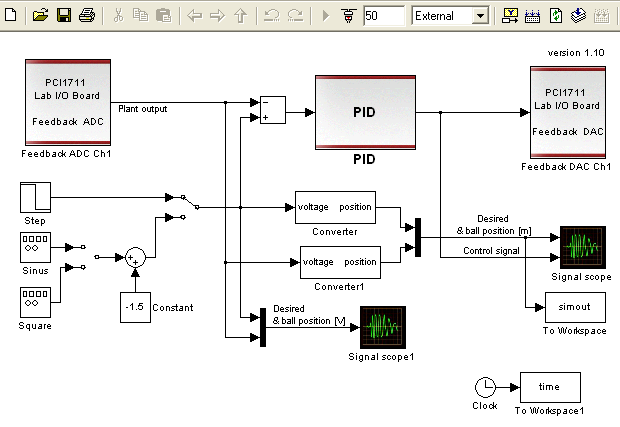 50
External
version 1.10
PCI1711
Lab I/O Board
Feedback ADC
Feedback ADC Ch1
Plant output
−
+
PID
PID
PCI1711
Lab I/O Board
Feedback DAC
Feedback DAC Ch1
Step
Sinus
Square
+
+
-1.5
Constant
voltage position
Converter
voltage position
Converter1
Desired
& ball position [m]
Control signal
Signal scope
simout
To Workspace
Desired
& ball position [V]
Signal scope1
Clock
time
To Workspace1